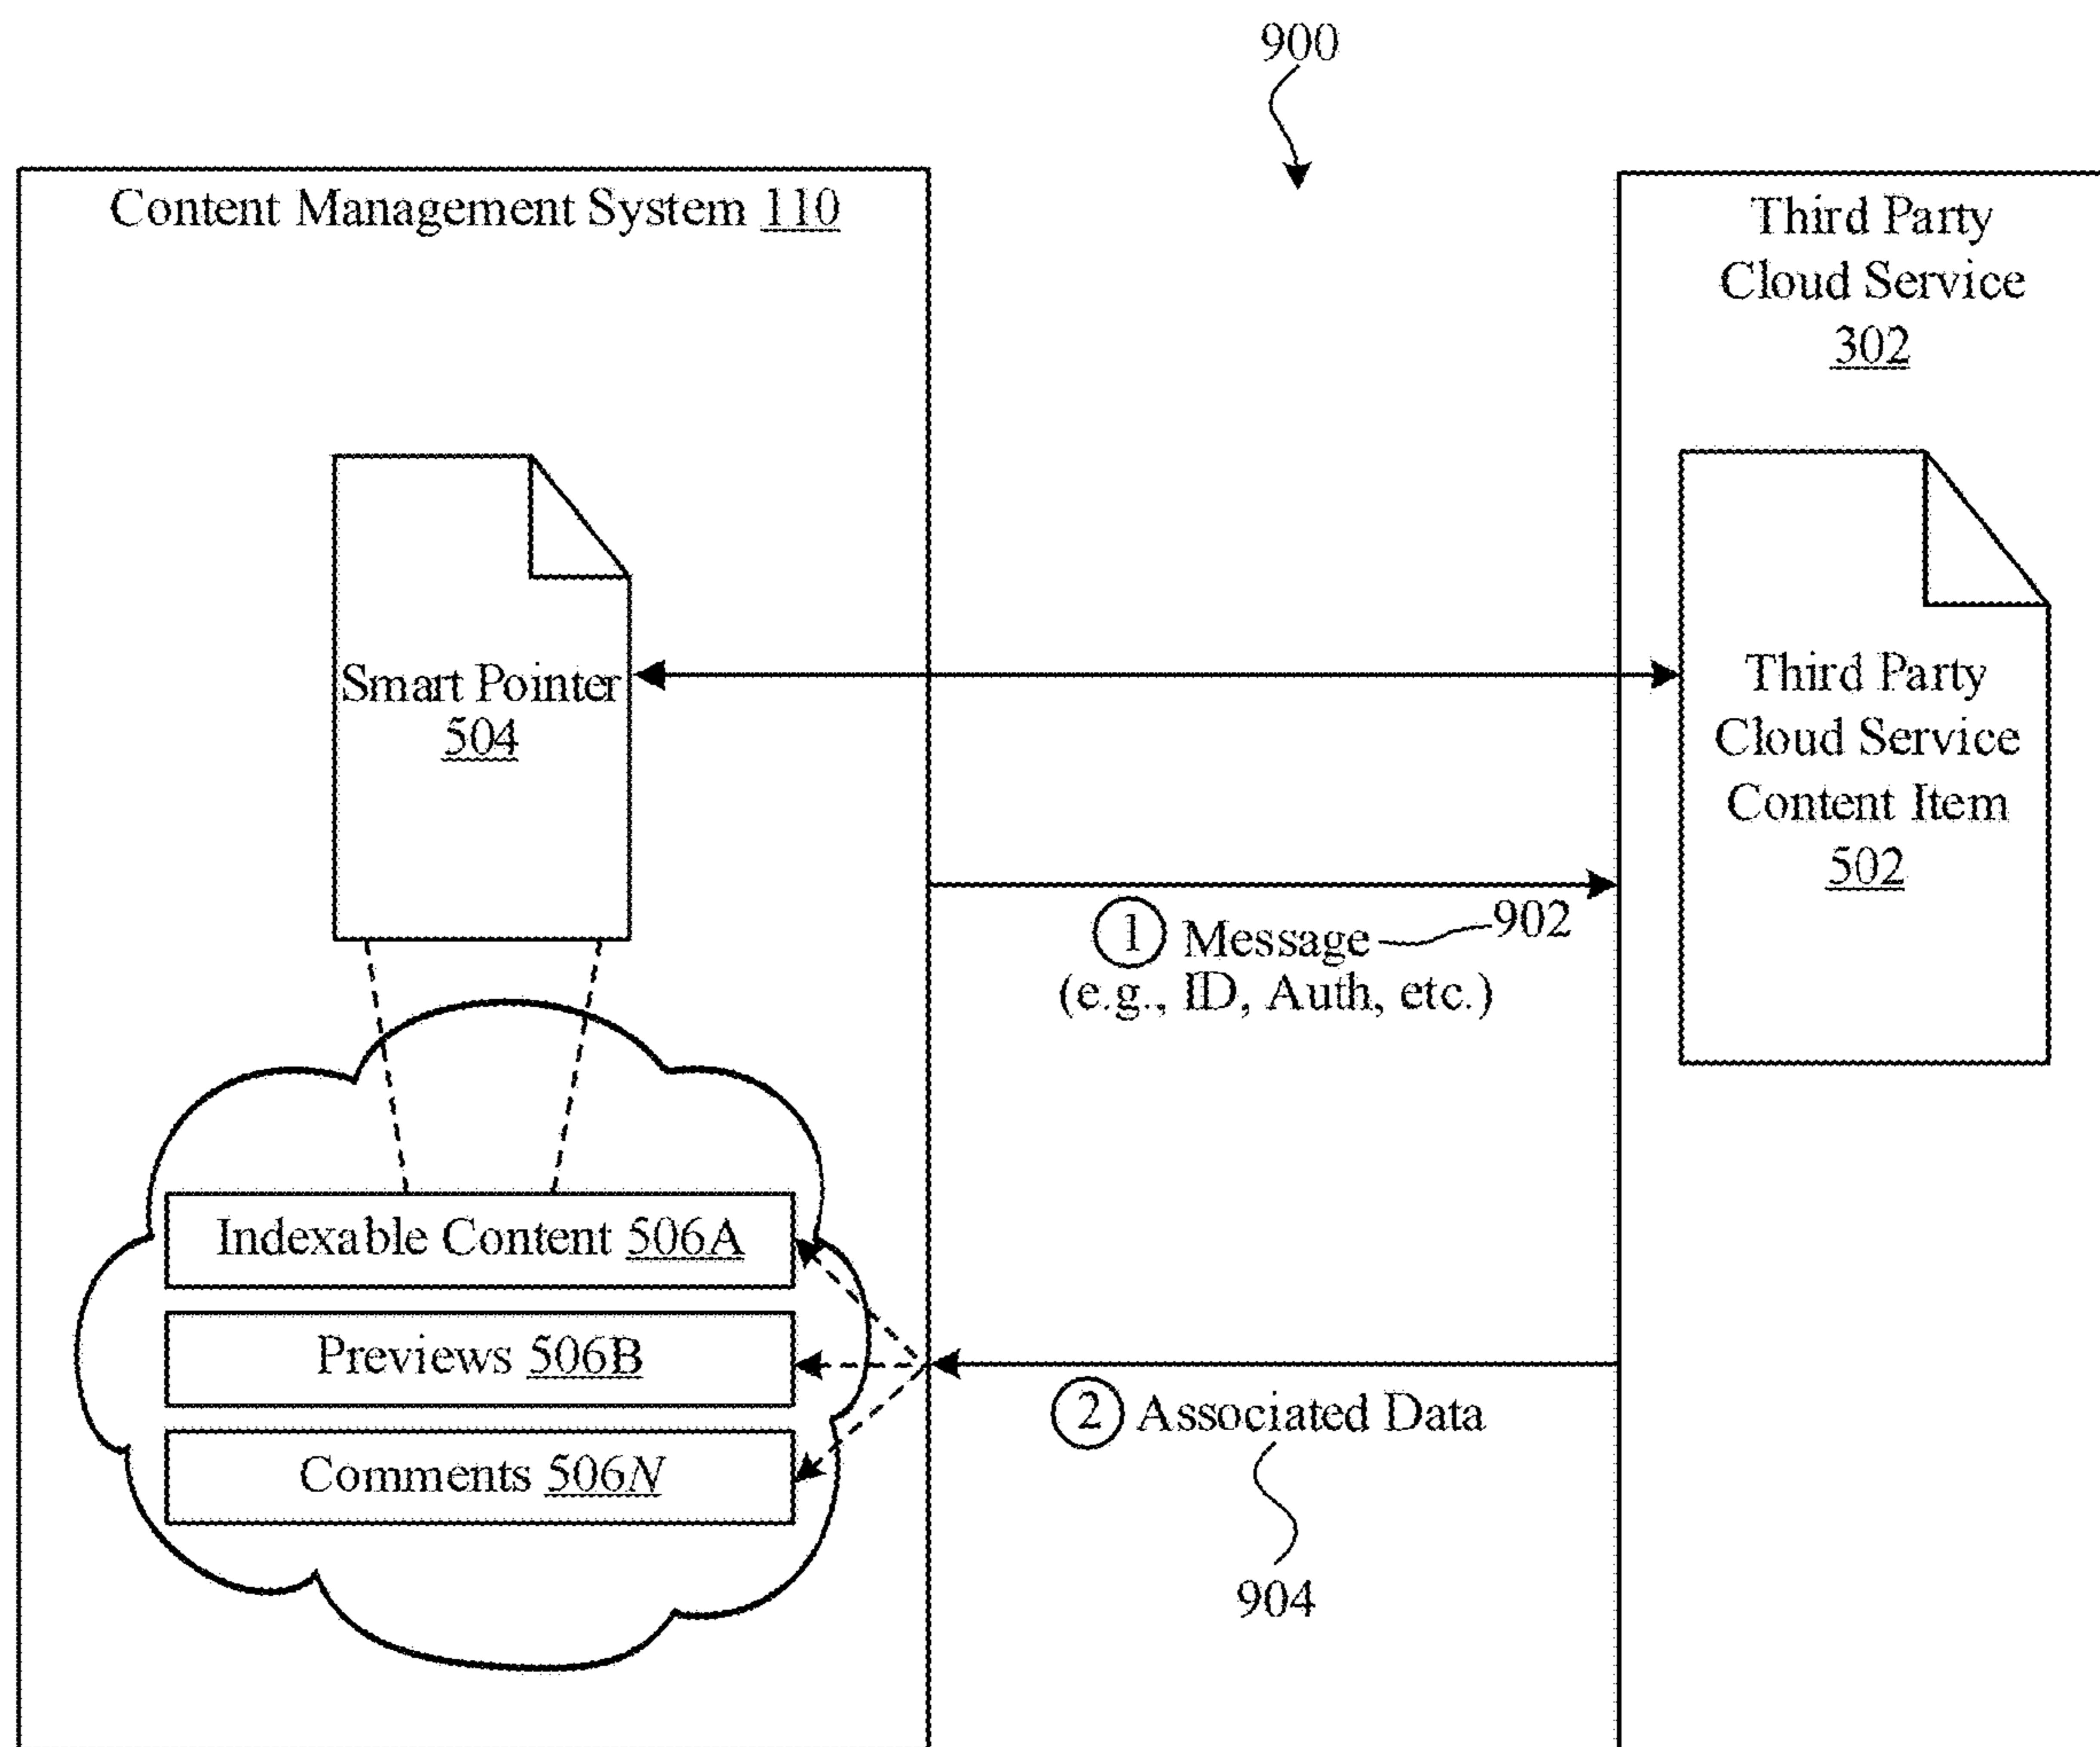 900
Content Management System 110
Third Party
Cloud Service
302
Smart Pointer
504
Third Party
Cloud Service
Content Item
502
1 Message 902
(e.g., ID, Auth, etc.)
Indexable Content 506A
Previews 506B
Comments 506N
2 Associated Data
904